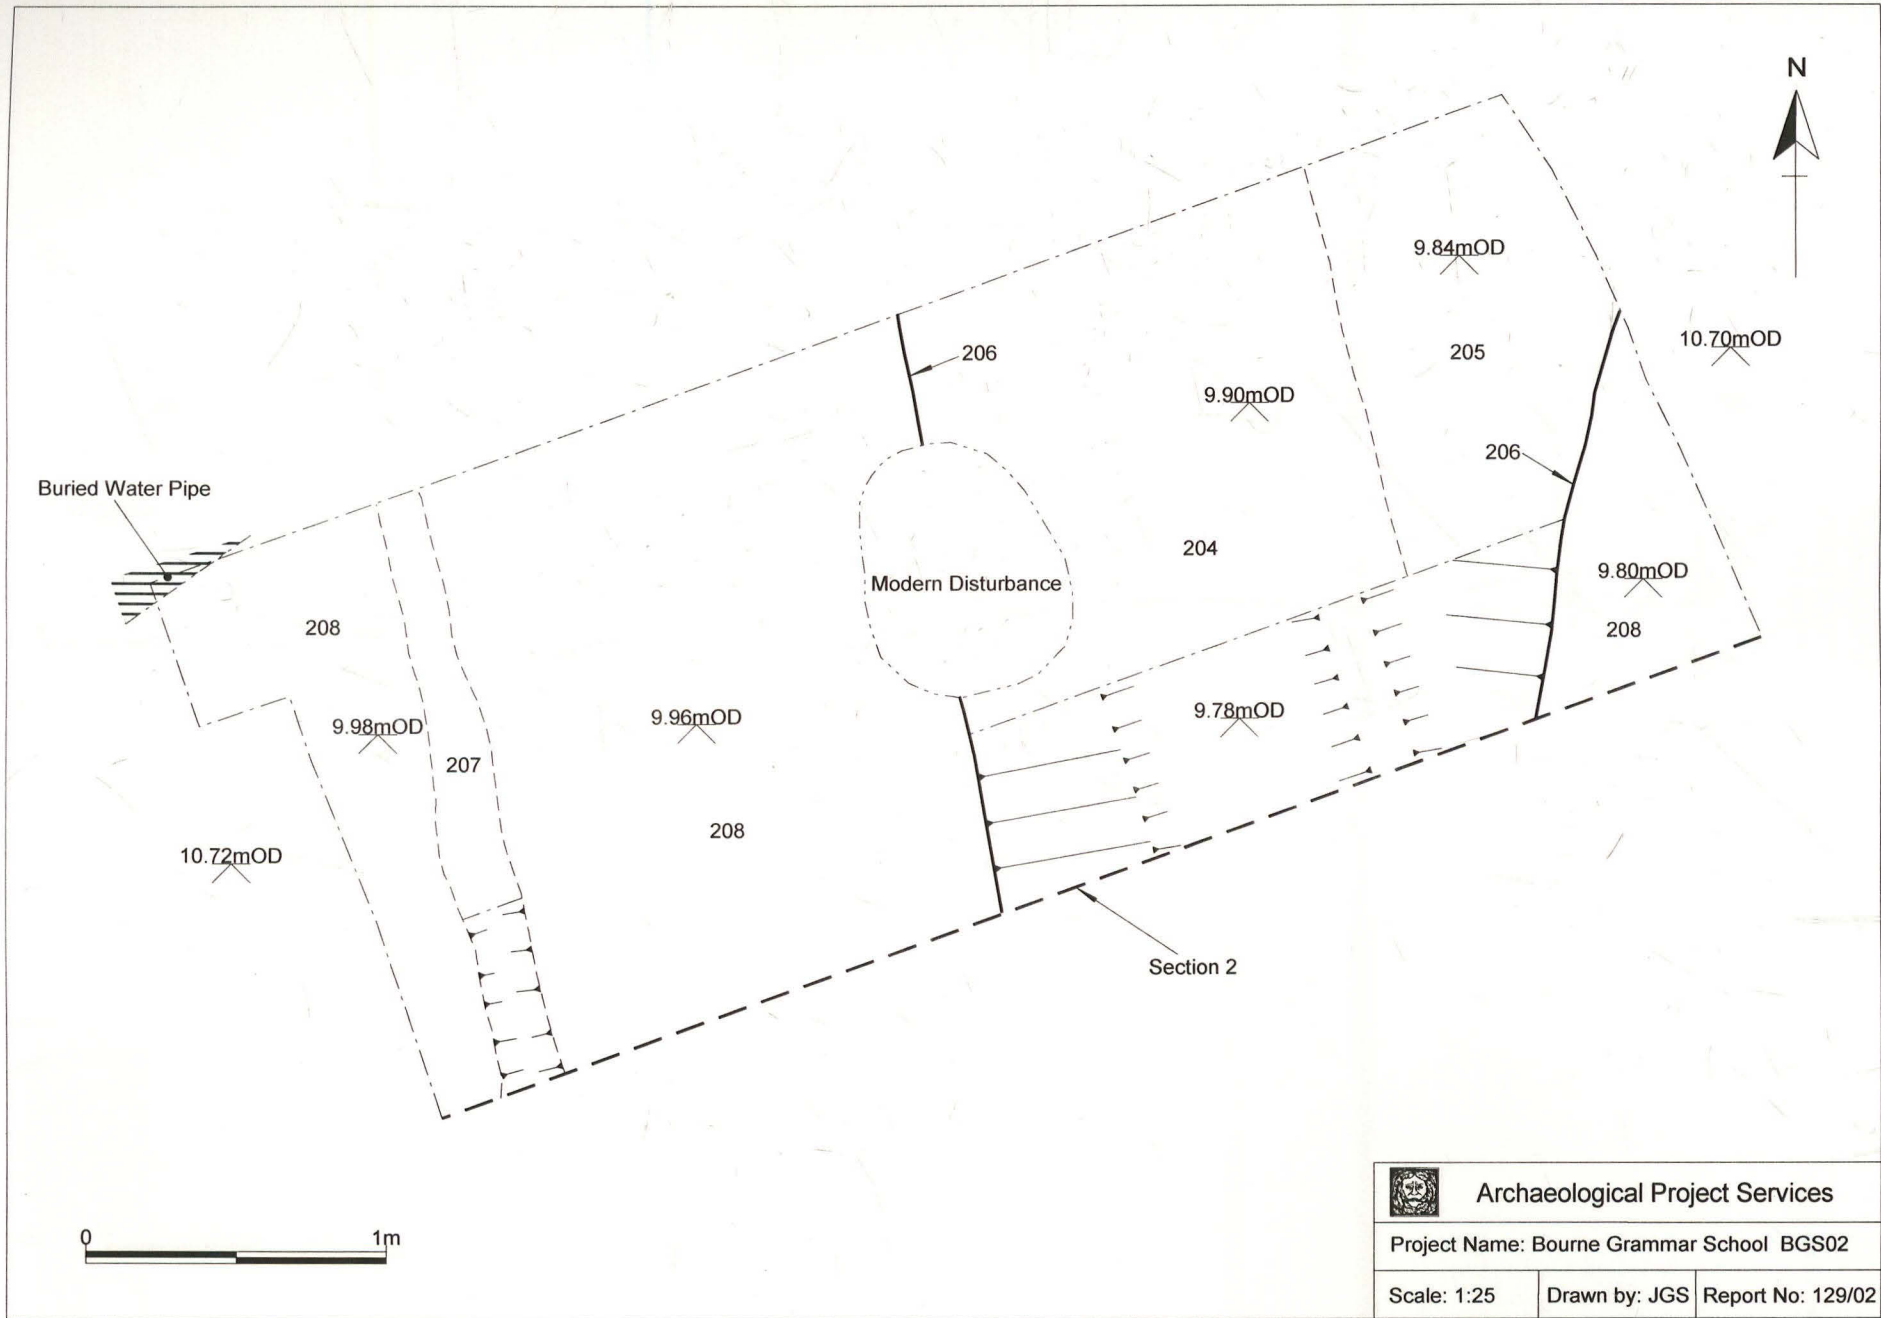 N
9.84mOD
10.70mOD
206
205
9.90mOD
206
Buried Water Pipe
204
9.80mOD
Modern Disturbance
208
208
9.98mOD
9.96mOD
9.78mOD
207
208
10.72mOD
Section 2
0 1m
Archaeological Project Services
Project Name: Bourne Grammar School BGS02
Scale: 1:25 Drawn by: JGS Report No: 129/02